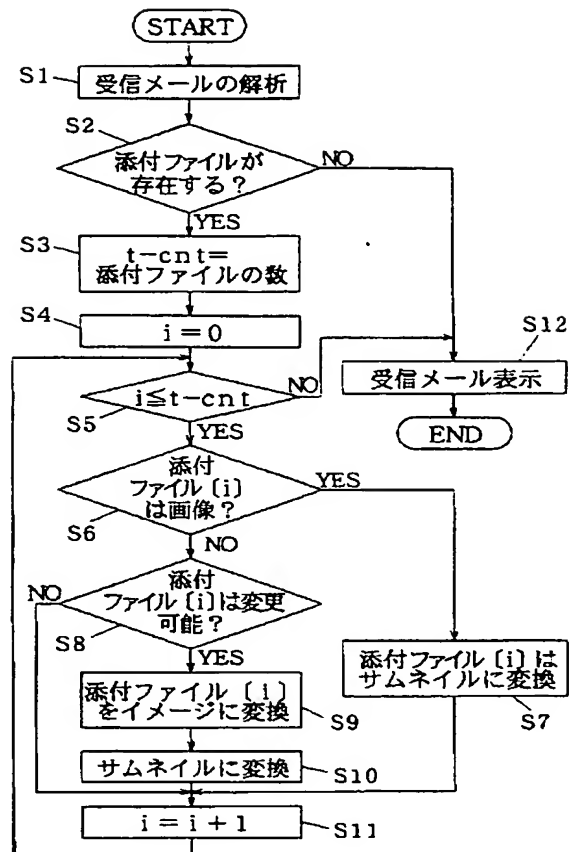 START
S1
受信メールの解析
S2
添付ファイルが
存在する?
NO
YES
S3
t-cnt=
添付ファイルの数
S4
i=0
S12
受信メール表示
END
i≦t-cnt
NO
S5
YES
添付
ファイル〔i〕
は画像?
YES
S6
NO
添付
ファイル〔i〕は変更
可能?
NO
S8
YES
添付ファイル〔i〕は
サムネイルに変換
S7
添付ファイル〔i〕
をイメージに変換
S9
サムネイルに変換
S10
i=i+1
S11